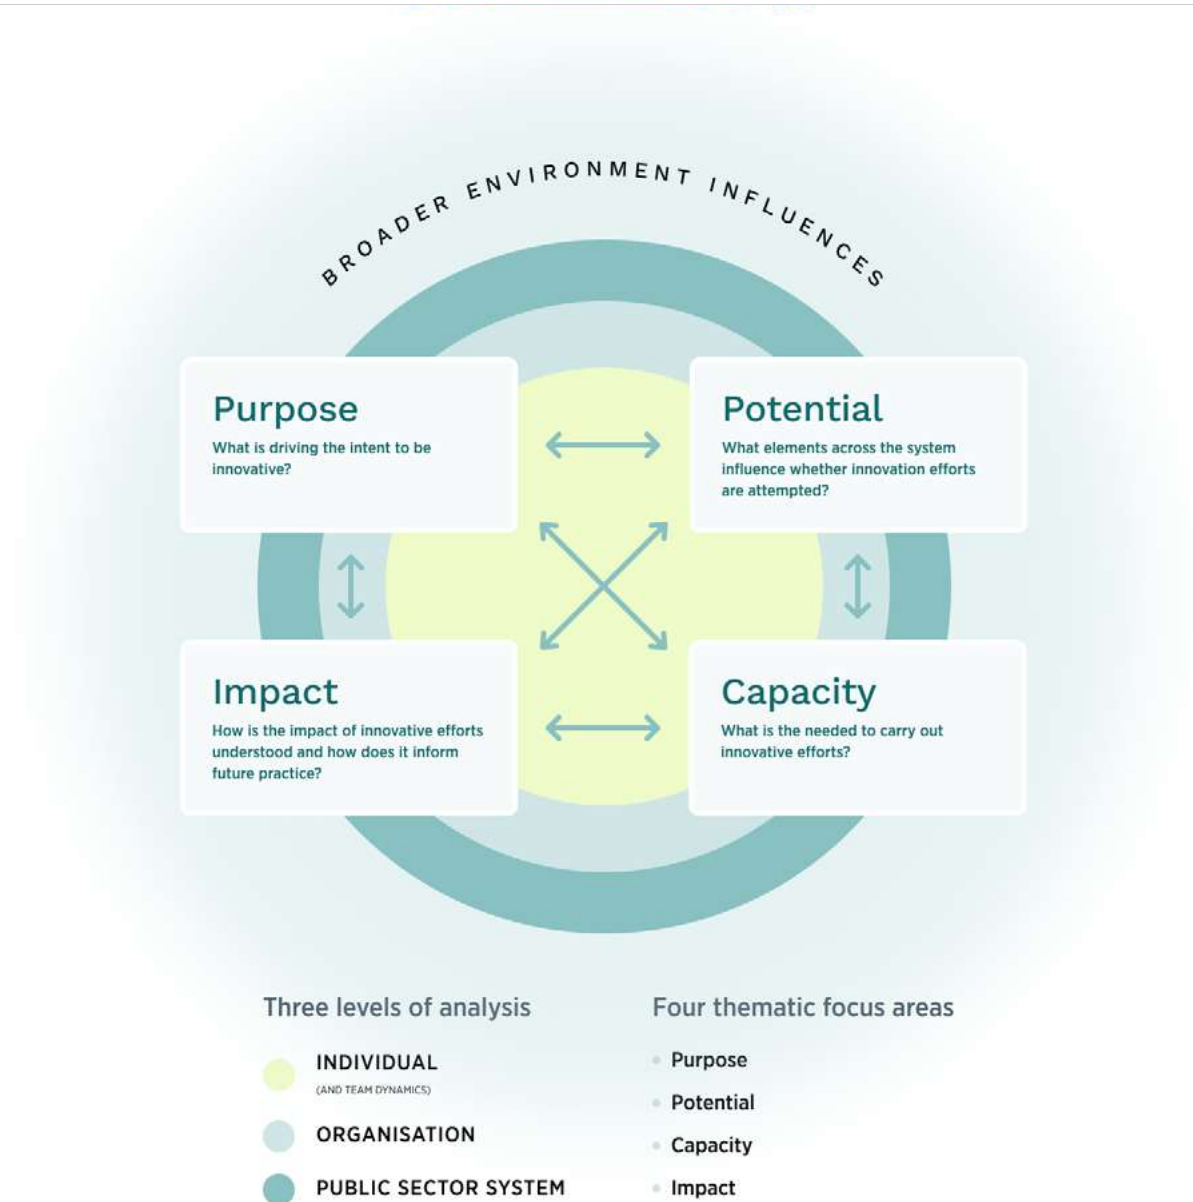 BROADER ENVIRONMENT INFLUENCES
Purpose
What is driving the intent to be
innovative?
Potential
What elements across the system
influence whether innovation efforts
are attempted?
Impact
How is the impact of innovative efforts
understood and how does it inform
future practice?
Capacity
What is the needed to carry out
innovative efforts?
Three levels of analysis
INDIVIDUAL
(AND TEAM DYNAMICS)
ORGANISATION
PUBLIC SECTOR SYSTEM
Four thematic focus areas
Purpose
Potential
Capacity
Impact